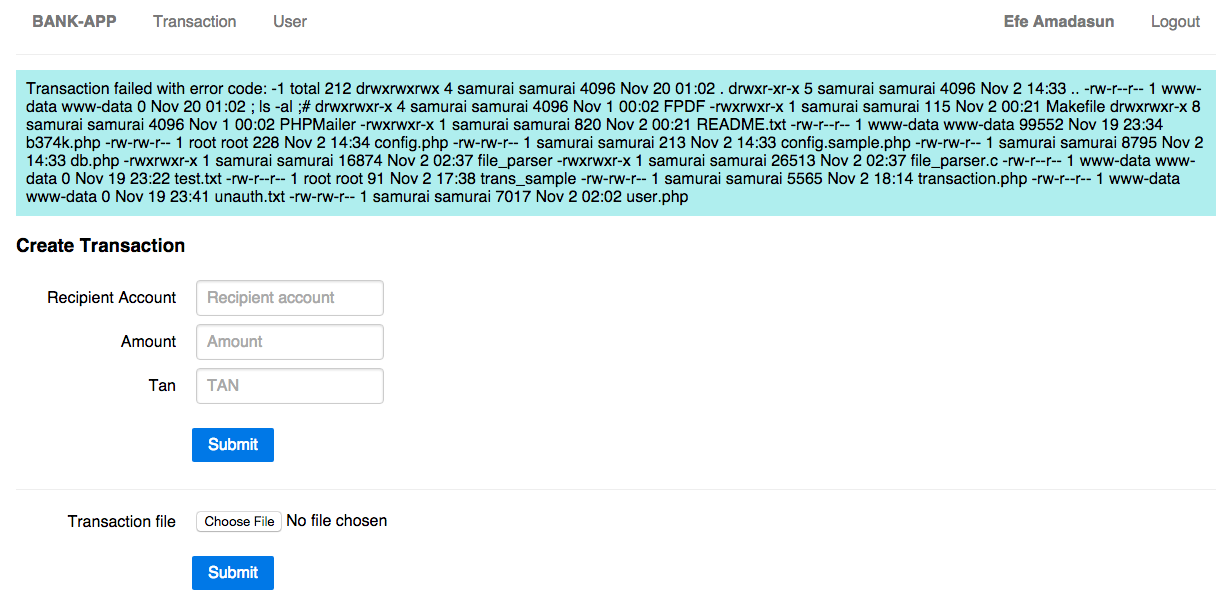 BANK-APP Transaction User Efe Amadasun Logout
Transaction failed with error code: -1 total 212 drwxrwxrwx 4 samurai samurai 4096 Nov 20 01:02 . drwxr-xr-x 5 samurai samurai 4096 Nov 2 14:33 .. -rw-r--r-- 1 www-
data www-data 0 Nov 20 01:02 ; ls -al ;# drwxrwxr-x 4 samurai samurai 4096 Nov 1 00:02 FPDF -rwxrwxr-x 1 samurai samurai 115 Nov 2 00:21 Makefile drwxrwxr-x 8
samurai samurai 4096 Nov 1 00:02 PHPMailer -rwxrwxr-x 1 samurai samurai 820 Nov 2 00:21 README.txt -rw-r--r-- 1 www-data www-data 99552 Nov 19 23:34
b374k.php -rw-rw-r-- 1 root root 228 Nov 2 14:34 config.php -rw-rw-r-- 1 samurai samurai 213 Nov 2 14:33 config.sample.php -rw-rw-r-- 1 samurai samurai 8795 Nov 2
14:33 db.php -rwxrwxr-x 1 samurai samurai 16874 Nov 2 02:37 file_parser -rwxrwxr-x 1 samurai samurai 26513 Nov 2 02:37 file_parser.c -rw-r--r-- 1 www-data www-
data 0 Nov 19 23:22 test.txt -rw-r--r-- 1 root root 91 Nov 2 17:38 trans_sample -rw-rw-r-- 1 samurai samurai 5565 Nov 2 18:14 transaction.php -rw-r--r-- 1 www-data
www-data 0 Nov 19 23:41 unauth.txt -rw-rw-r-- 1 samurai samurai 7017 Nov 2 02:02 user.php
Create Transaction
Recipient Account Recipient account
Amount Amount
Tan TAN
Submit
Transaction file Choose File No file chosen
Submit